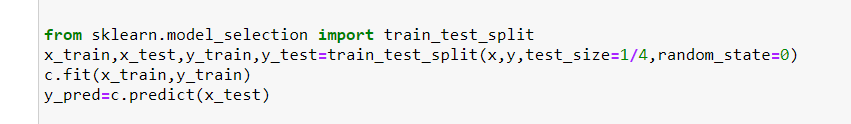 from sklearn.model_selection import train_test_split
x_train,x_test,y_train,y_test=train_test_split(x,y,test_size=1/4,random_state=0)
c.fit(x_train,y_train)
y_pred=c.predict(x_test)